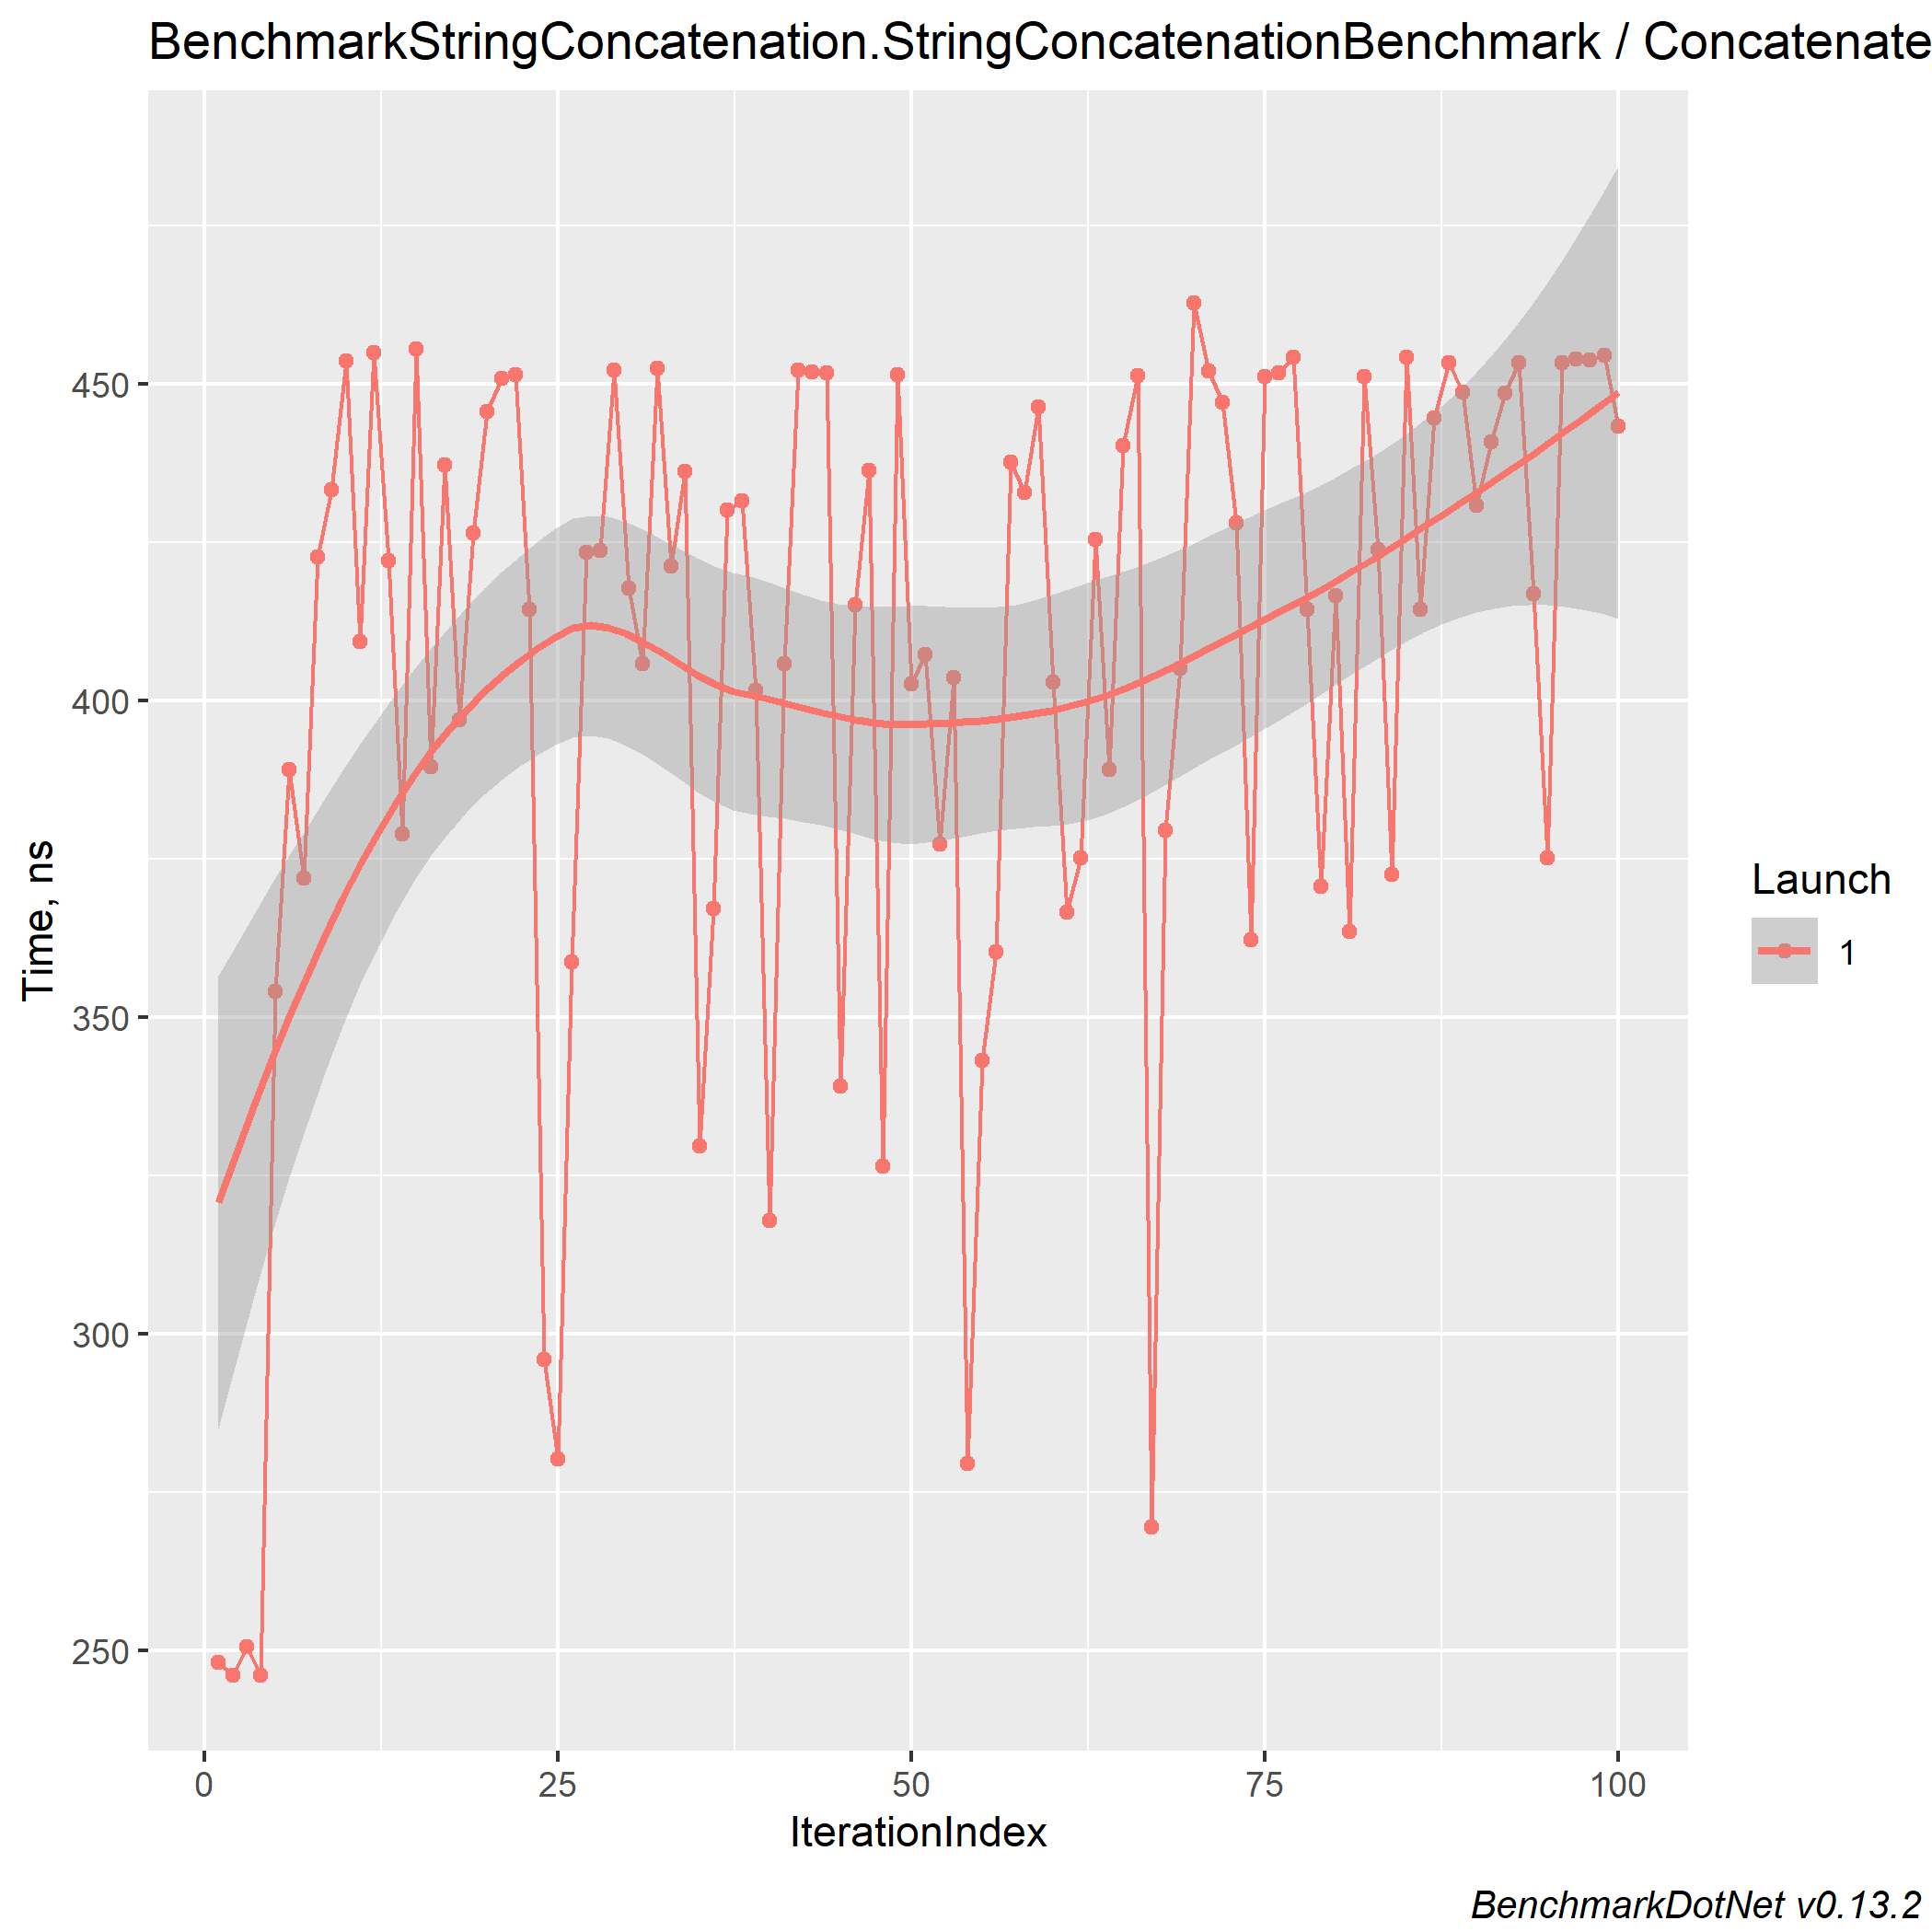 BenchmarkStringConcatenation.StringConcatenationBenchmark / Concatenate
Time, ns
450
400
350
300
250
0 25 50 75 100
IterationIndex
Launch
1
BenchmarkDotNet v0.13.2